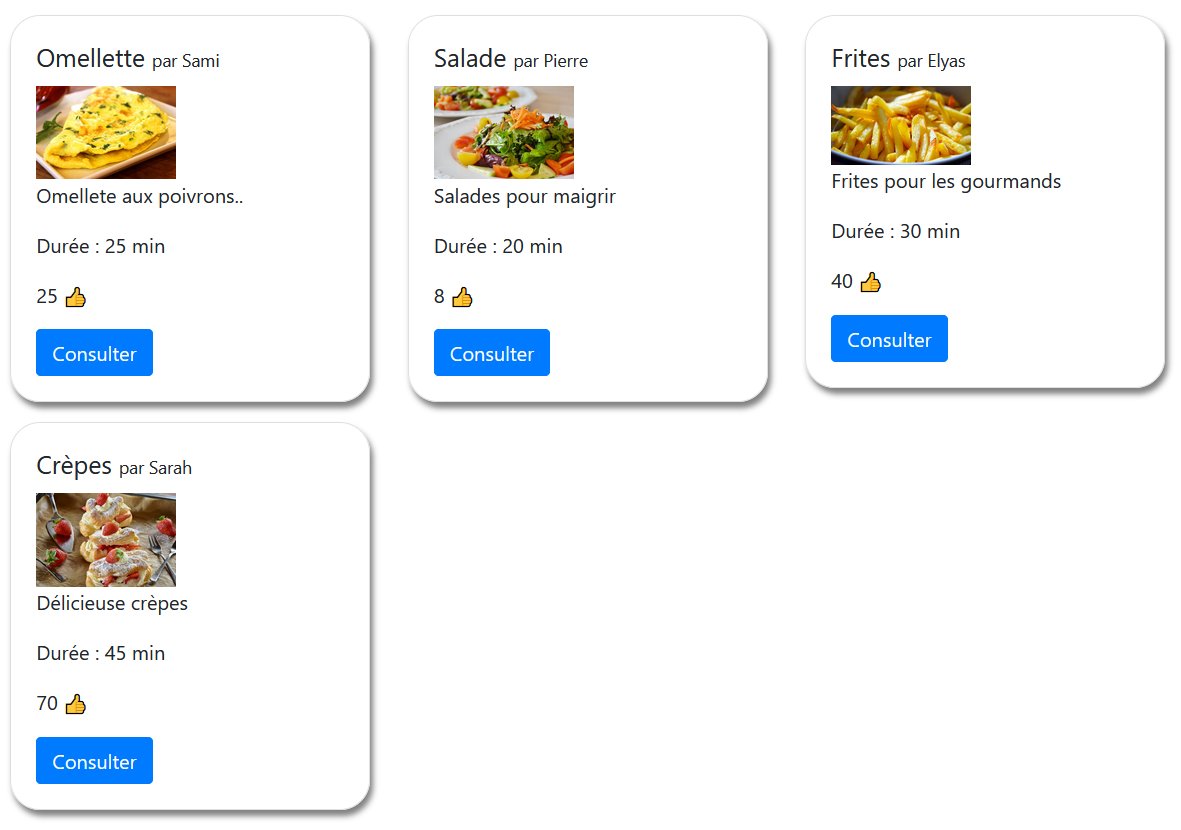 Omellette par Sami
Omellete aux poivrons..
Durée : 25 min
25 👍
Consulter
Salade par Pierre
Salades pour maigrir
Durée : 20 min
8 👍
Consulter
Frites par Elyas
Frites pour les gourmands
Durée : 30 min
40 👍
Consulter
Crèpes par Sarah
Délicieuse crèpes
Durée : 45 min
70 👍
Consulter